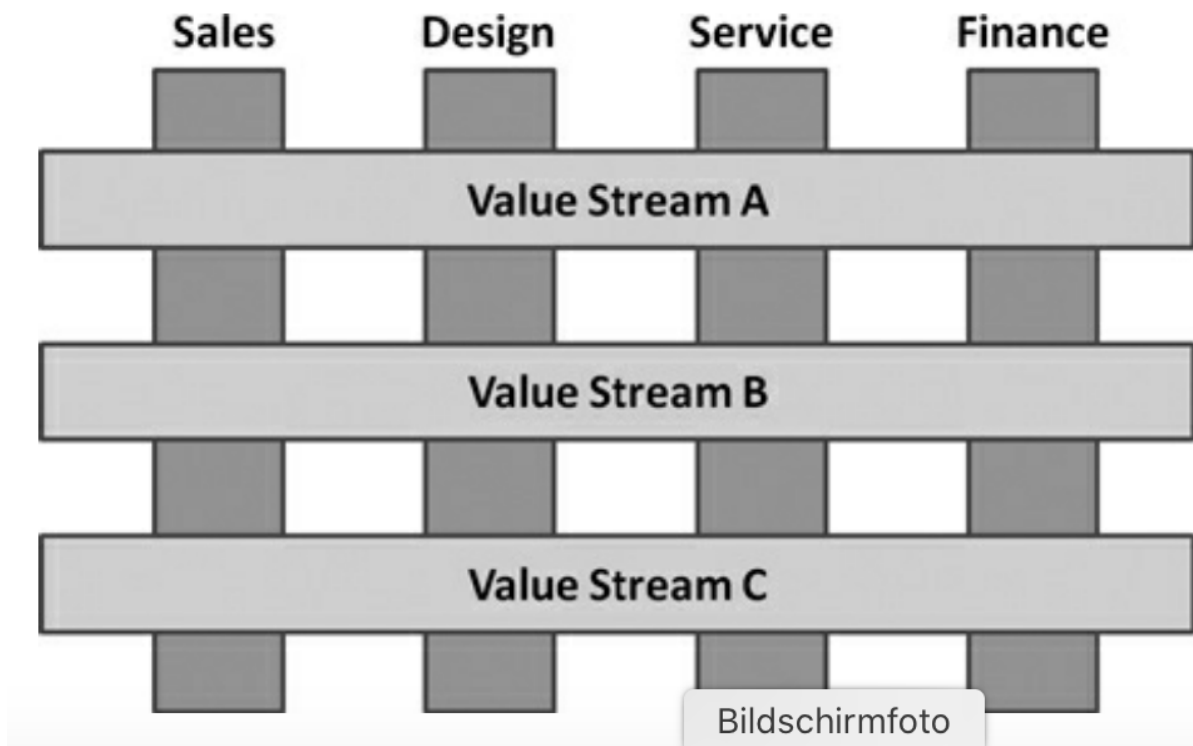 Sales Design Service Finance
Value Stream A
Value Stream B
Value Stream C
Bildschirmfoto